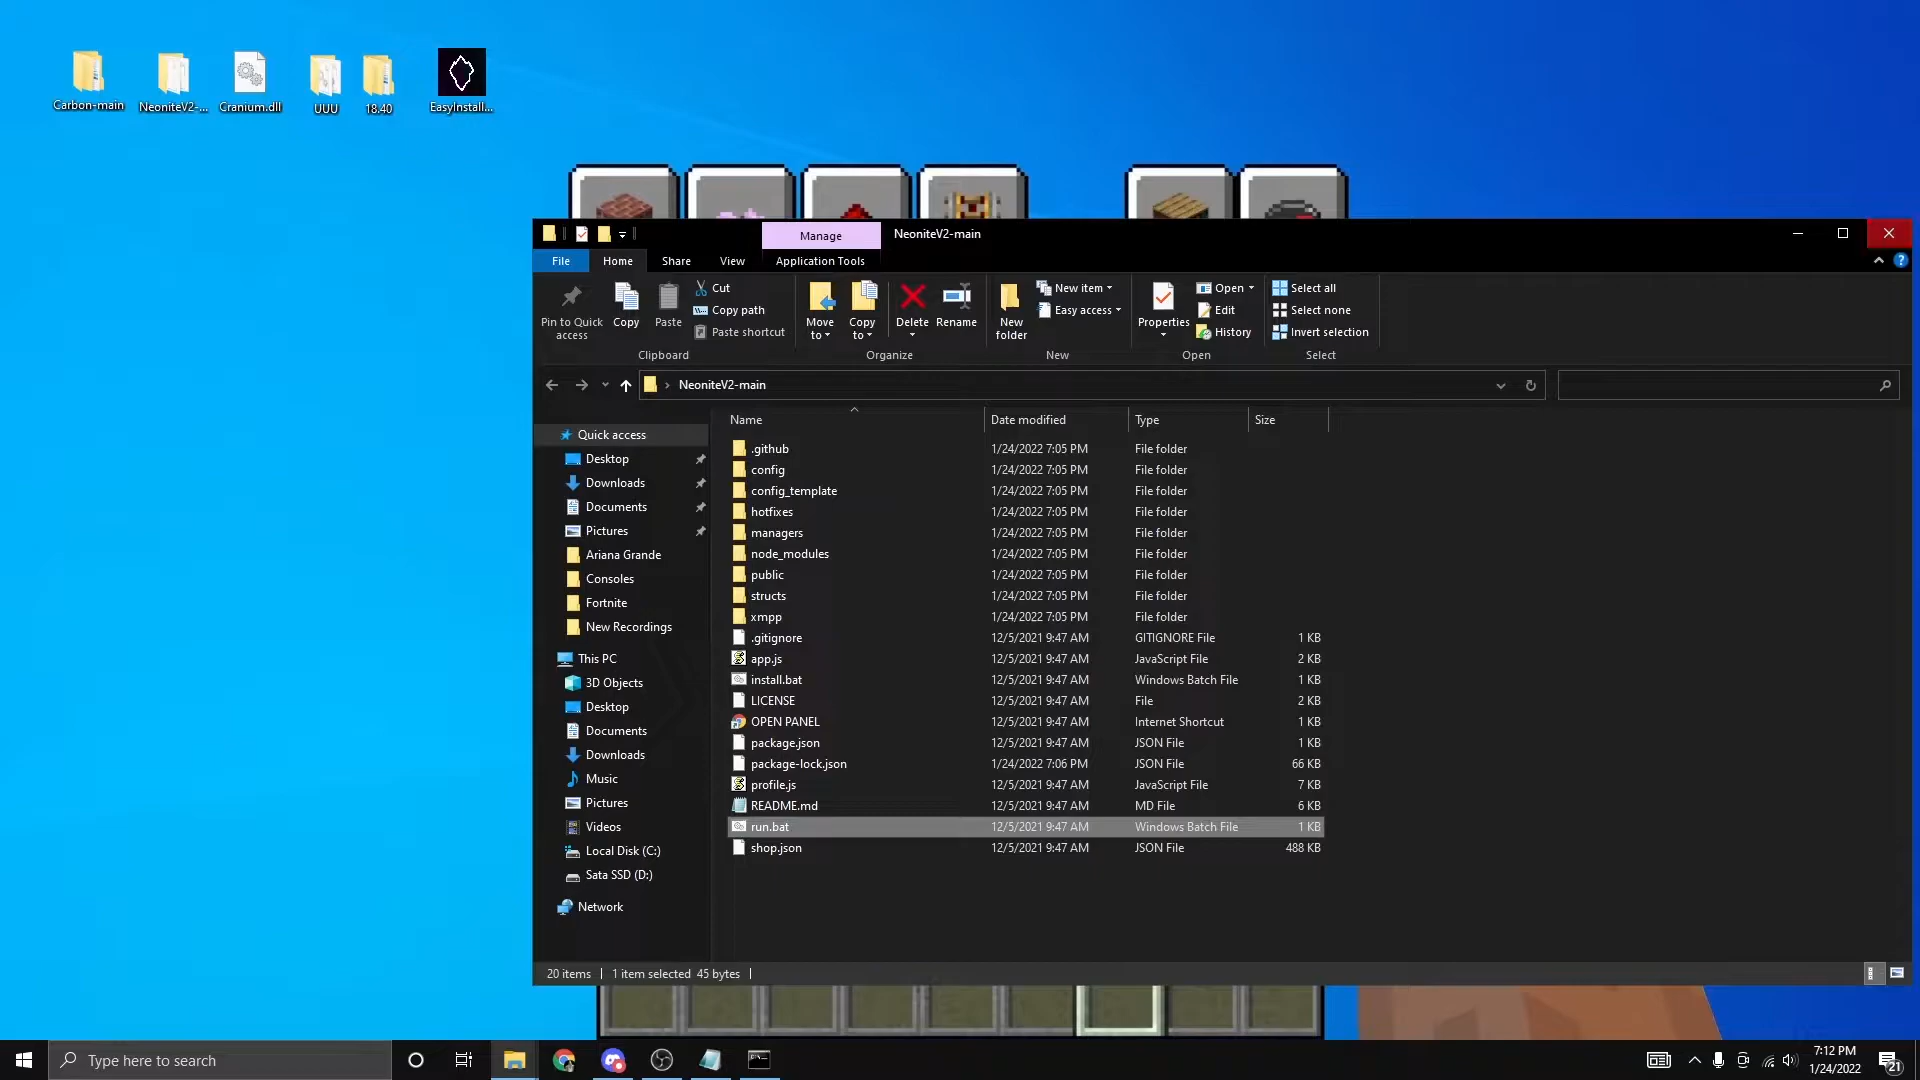 Carbon-main
NeoniteV2-...
Cranium.dll
UUU
18.40
EasyInstall...
Manage
NeoniteV2-main
File
Home
Share
View
Application Tools
Pin to Quick access
Copy
Paste
Cut
Copy path
Paste shortcut
Clipboard
Move to
Copy to
Delete
Rename
Organize
New folder
New item
Easy access
New
Properties
Open
Edit
History
Open
Select all
Select none
Invert selection
Select
NeoniteV2-main
Name Date modified Type Size
Quick access
Desktop
Downloads
Documents
Pictures
Ariana Grande
Consoles
Fortnite
New Recordings
This PC
3D Objects
Desktop
Documents
Downloads
Music
Pictures
Videos
Local Disk (C:)
Sata SSD (D:)
Network
.github 1/24/2022 7:05 PM File folder
config 1/24/2022 7:05 PM File folder
config_template 1/24/2022 7:05 PM File folder
hotfixes 1/24/2022 7:05 PM File folder
managers 1/24/2022 7:05 PM File folder
node_modules 1/24/2022 7:05 PM File folder
public 1/24/2022 7:05 PM File folder
structs 1/24/2022 7:05 PM File folder
xmpp 1/24/2022 7:05 PM File folder
.gitignore 12/5/2021 9:47 AM GITIGNORE File 1 KB
app.js 12/5/2021 9:47 AM JavaScript File 2 KB
install.bat 12/5/2021 9:47 AM Windows Batch File 1 KB
LICENSE 12/5/2021 9:47 AM File 2 KB
OPEN PANEL 12/5/2021 9:47 AM Internet Shortcut 1 KB
package.json 12/5/2021 9:47 AM JSON File 1 KB
package-lock.json 1/24/2022 7:06 PM JSON File 66 KB
profile.js 12/5/2021 9:47 AM JavaScript File 7 KB
README.md 12/5/2021 9:47 AM MD File 6 KB
run.bat 12/5/2021 9:47 AM Windows Batch File 1 KB
shop.json 12/5/2021 9:47 AM JSON File 488 KB
20 items 1 item selected 45 bytes
Type here to search
7:12 PM
1/24/2022
21